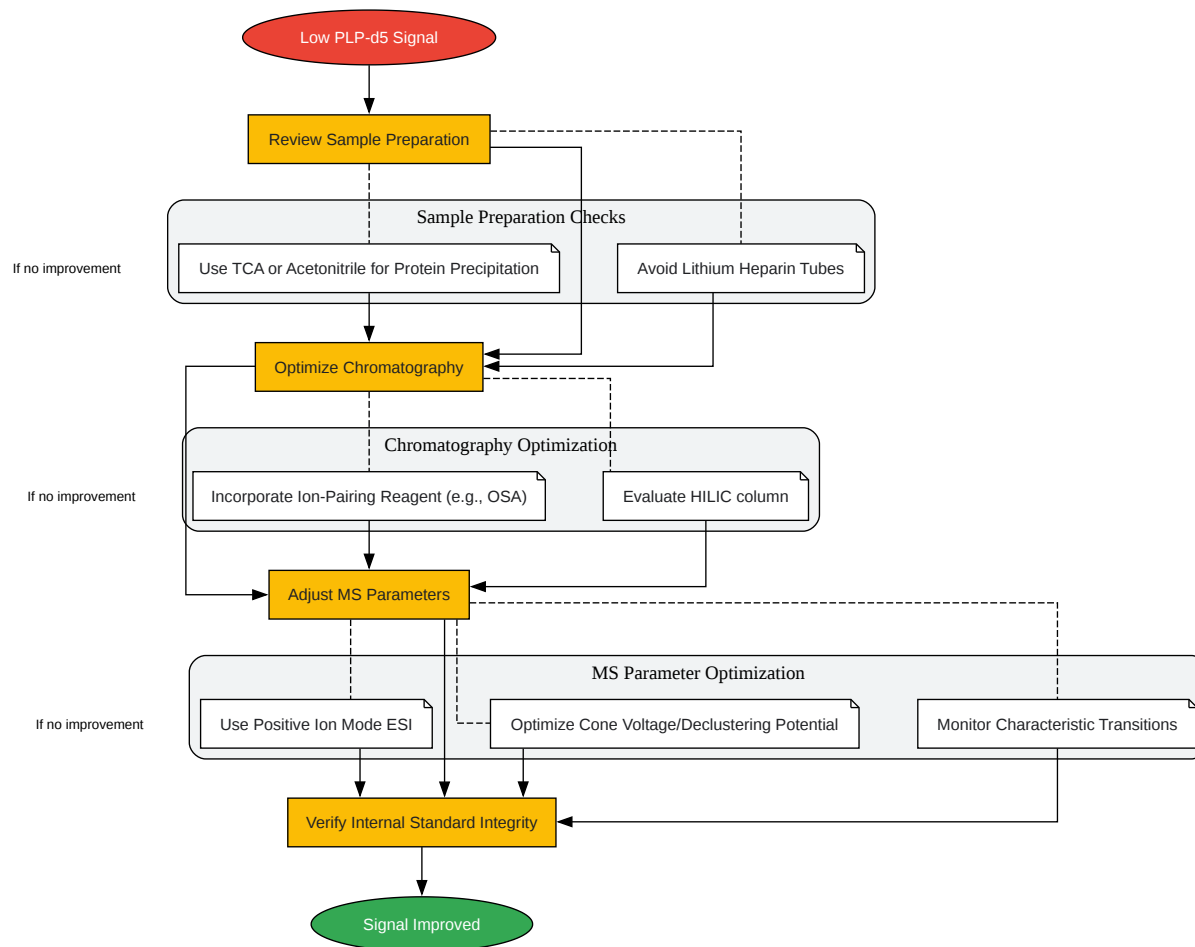 Low PLP-d5 Signal
Review Sample Preparation
Sample Preparation Checks
If no improvement
Use TCA or Acetonitrile for Protein Precipitation
Avoid Lithium Heparin Tubes
Optimize Chromatography
Chromatography Optimization
If no improvement
Incorporate Ion-Pairing Reagent (e.g., OSA)
Evaluate HILIC column
Adjust MS Parameters
MS Parameter Optimization
If no improvement
Use Positive Ion Mode ESI
Optimize Cone Voltage/Declustering Potential
Monitor Characteristic Transitions
Verify Internal Standard Integrity
Signal Improved